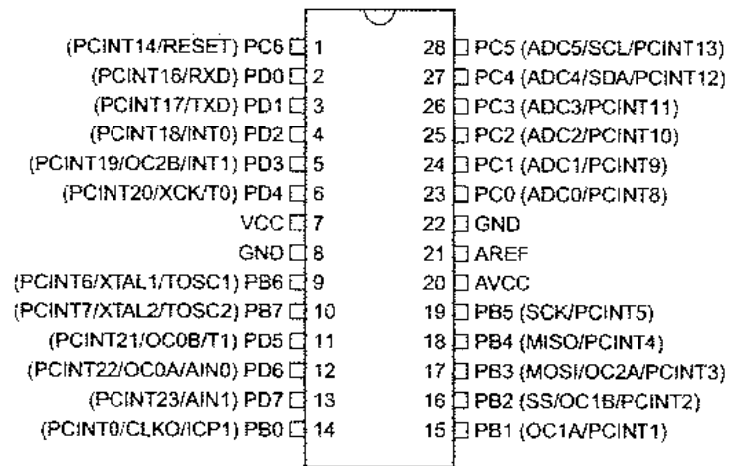 (PCINT14/RESET) PC6 1 28 PC5 (ADC5/SCL/PCINT13)
(PCINT16/RXD) PD0 2 27 PC4 (ADC4/SDA/PCINT12)
(PCINT17/TXD) PD1 3 26 PC3 (ADC3/PCINT11)
(PCINT18/INT0) PD2 4 25 PC2 (ADC2/PCINT10)
(PCINT19/OC2B/INT1) PD3 5 24 PC1 (ADC1/PCINT9)
(PCINT20/XCK/T0) PD4 6 23 PC0 (ADC0/PCINT8)
VCC 7 22 GND
GND 8 21 AREF
(PCINT6/XTAL1/TOSC1) PB6 9 20 AVCC
(PCINT7/XTAL2/TOSC2) PB7 10 19 PB5 (SCK/PCINT5)
(PCINT21/OC0B/T1) PD5 11 18 PB4 (MISO/PCINT4)
(PCINT22/OC0A/AIN0) PD6 12 17 PB3 (MOSI/OC2A/PCINT3)
(PCINT23/AIN1) PD7 13 16 PB2 (SS/OC1B/PCINT2)
(PCINT0/CLKO/ICP1) PB0 14 15 PB1 (OC1A/PCINT1)